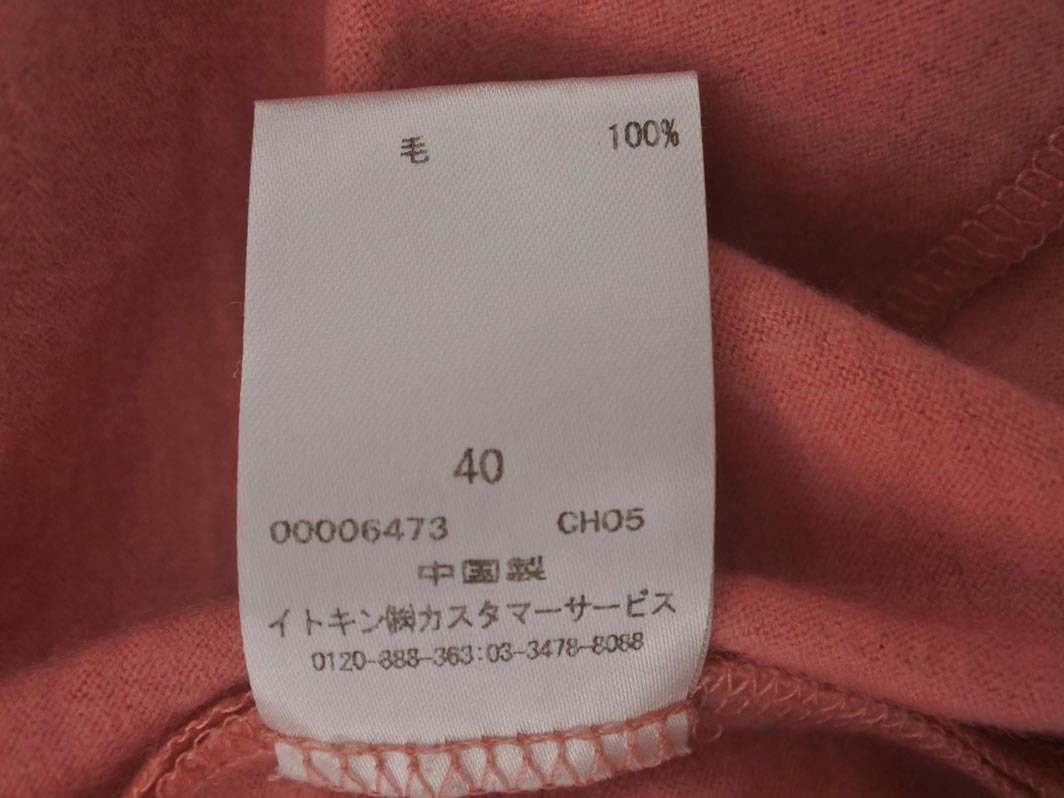 毛 100%
40
00006473 CH05
中国製
イトキン㈱カスタマーサービス
0120-888-363:03-3478-8088